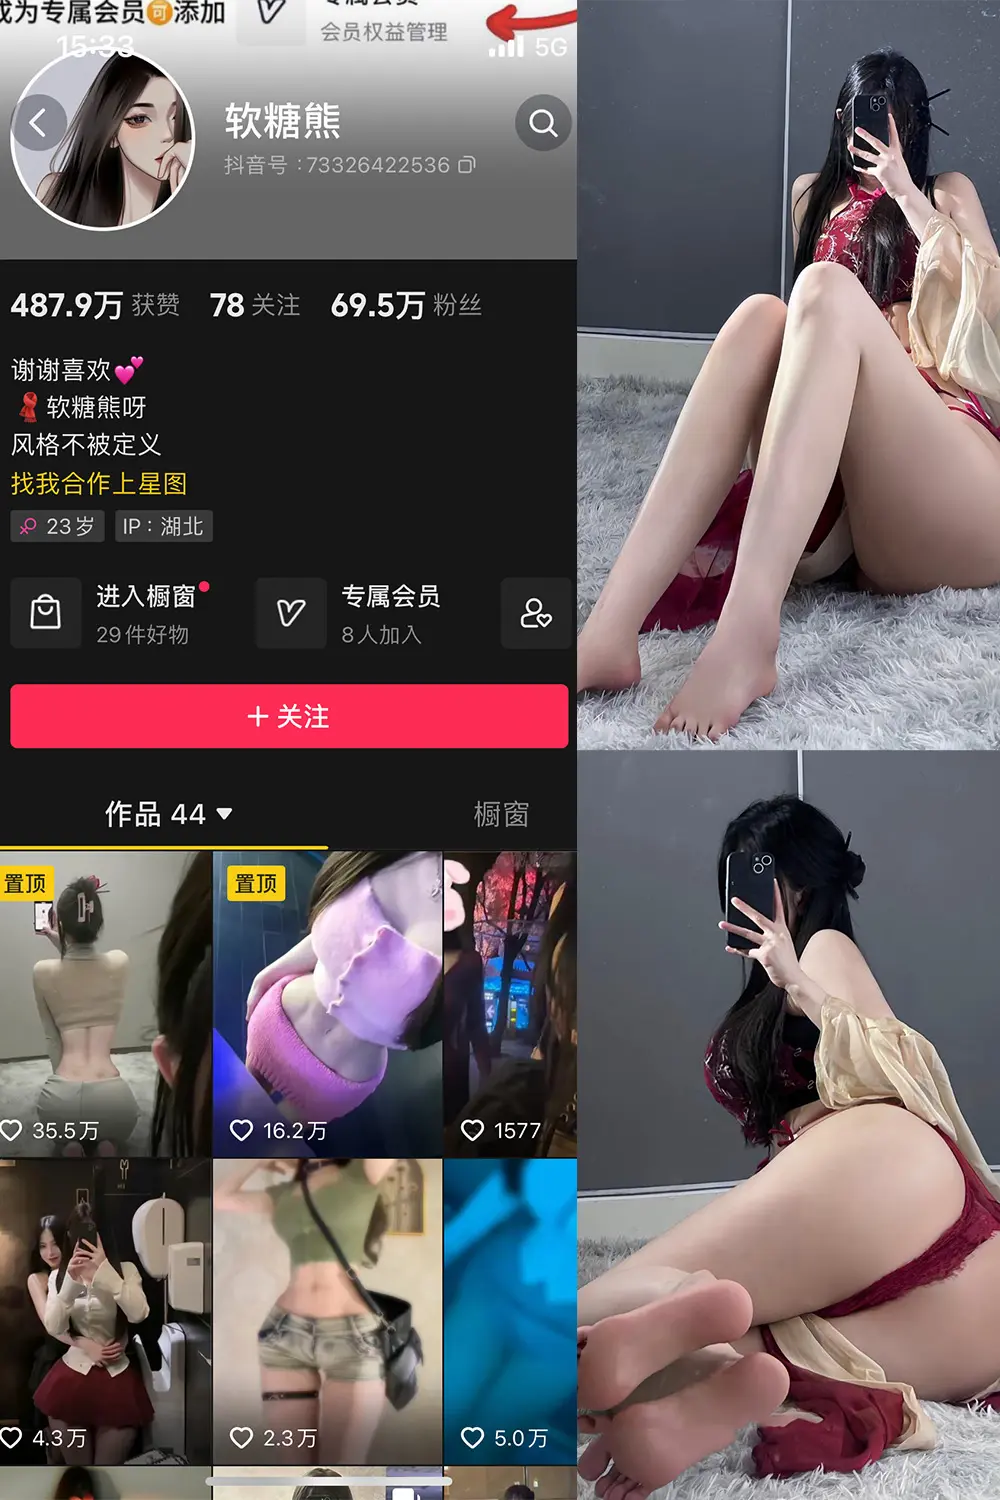 成为专属会员可添加
会员权益管理
15:33
5G
软糖熊
抖音号：73326422536
487.9万 获赞 78 关注 69.5万 粉丝
谢谢喜欢
软糖熊呀
风格不被定义
找我合作上星图
23岁 IP：湖北
进入橱窗
29件好物
专属会员
8人加入
+ 关注
作品 44
橱窗
置顶
置顶
35.5万
16.2万
1577
4.3万
2.3万
5.0万